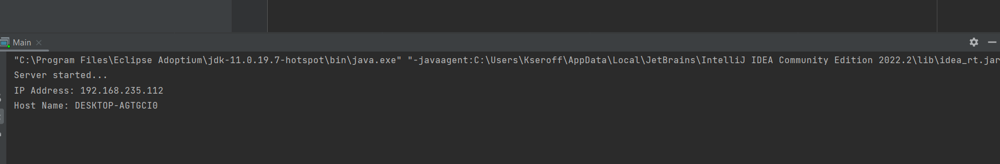 Main
"C:\Program Files\Eclipse Adoptium\jdk-11.0.19.7-hotspot\bin\java.exe" "-javaagent:C:\Users\Kseroff\AppData\Local\JetBrains\IntelliJ IDEA Community Edition 2022.2\lib\idea_rt.jar
Server started...
IP Address: 192.168.235.112
Host Name: DESKTOP-AGTGCI0